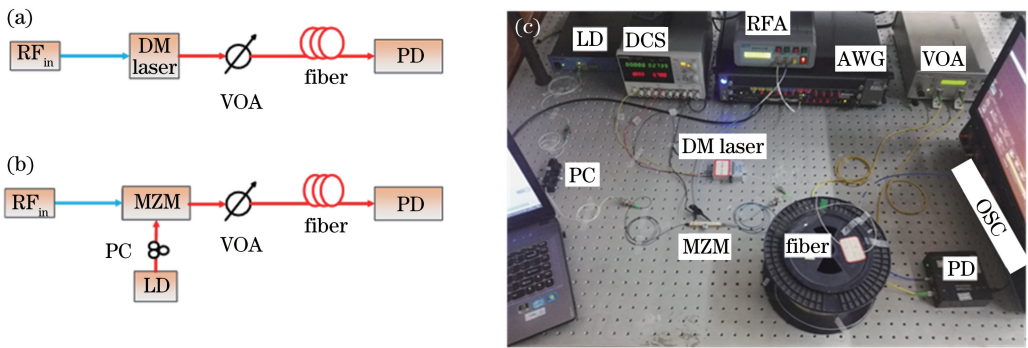 (a)
RFin
DM
laser
VOA
fiber
PD
(b)
RFin
MZM
VOA
fiber
PD
PC
LD
(c)
LD
DCS
RFA
AWG
VOA
DM laser
PC
MZM
fiber
OSC
PD